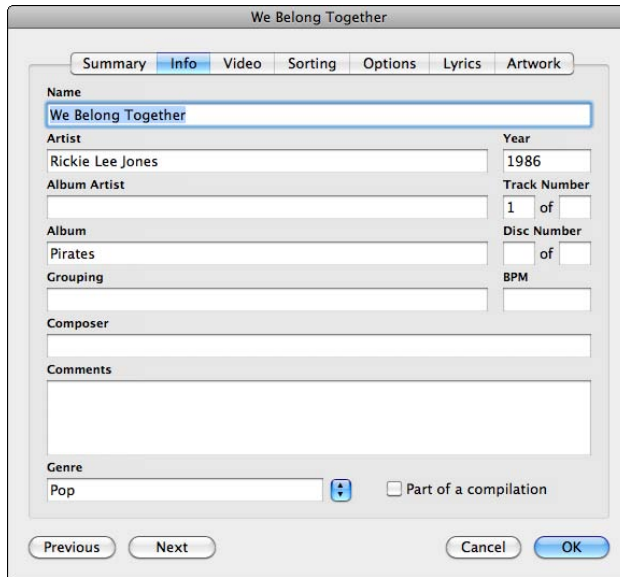 We Belong Together
Summary Info Video Sorting Options Lyrics Artwork
Name
We Belong Together
Artist Year
Rickie Lee Jones 1986
Album Artist Track Number
1 of
Album Disc Number
Pirates of
Grouping BPM
Composer
Comments
Genre
Pop Part of a compilation
Previous Next Cancel OK